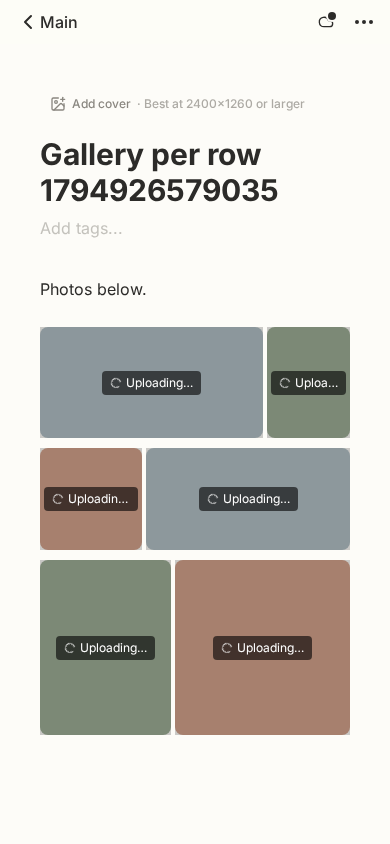 Main
Add cover · Best at 2400×1260 or larger
Gallery per row
1794926579035
Add tags...
Photos below.
Uploading...
Uploa...
Uploadin...
Uploading...
Uploading...
Uploading...